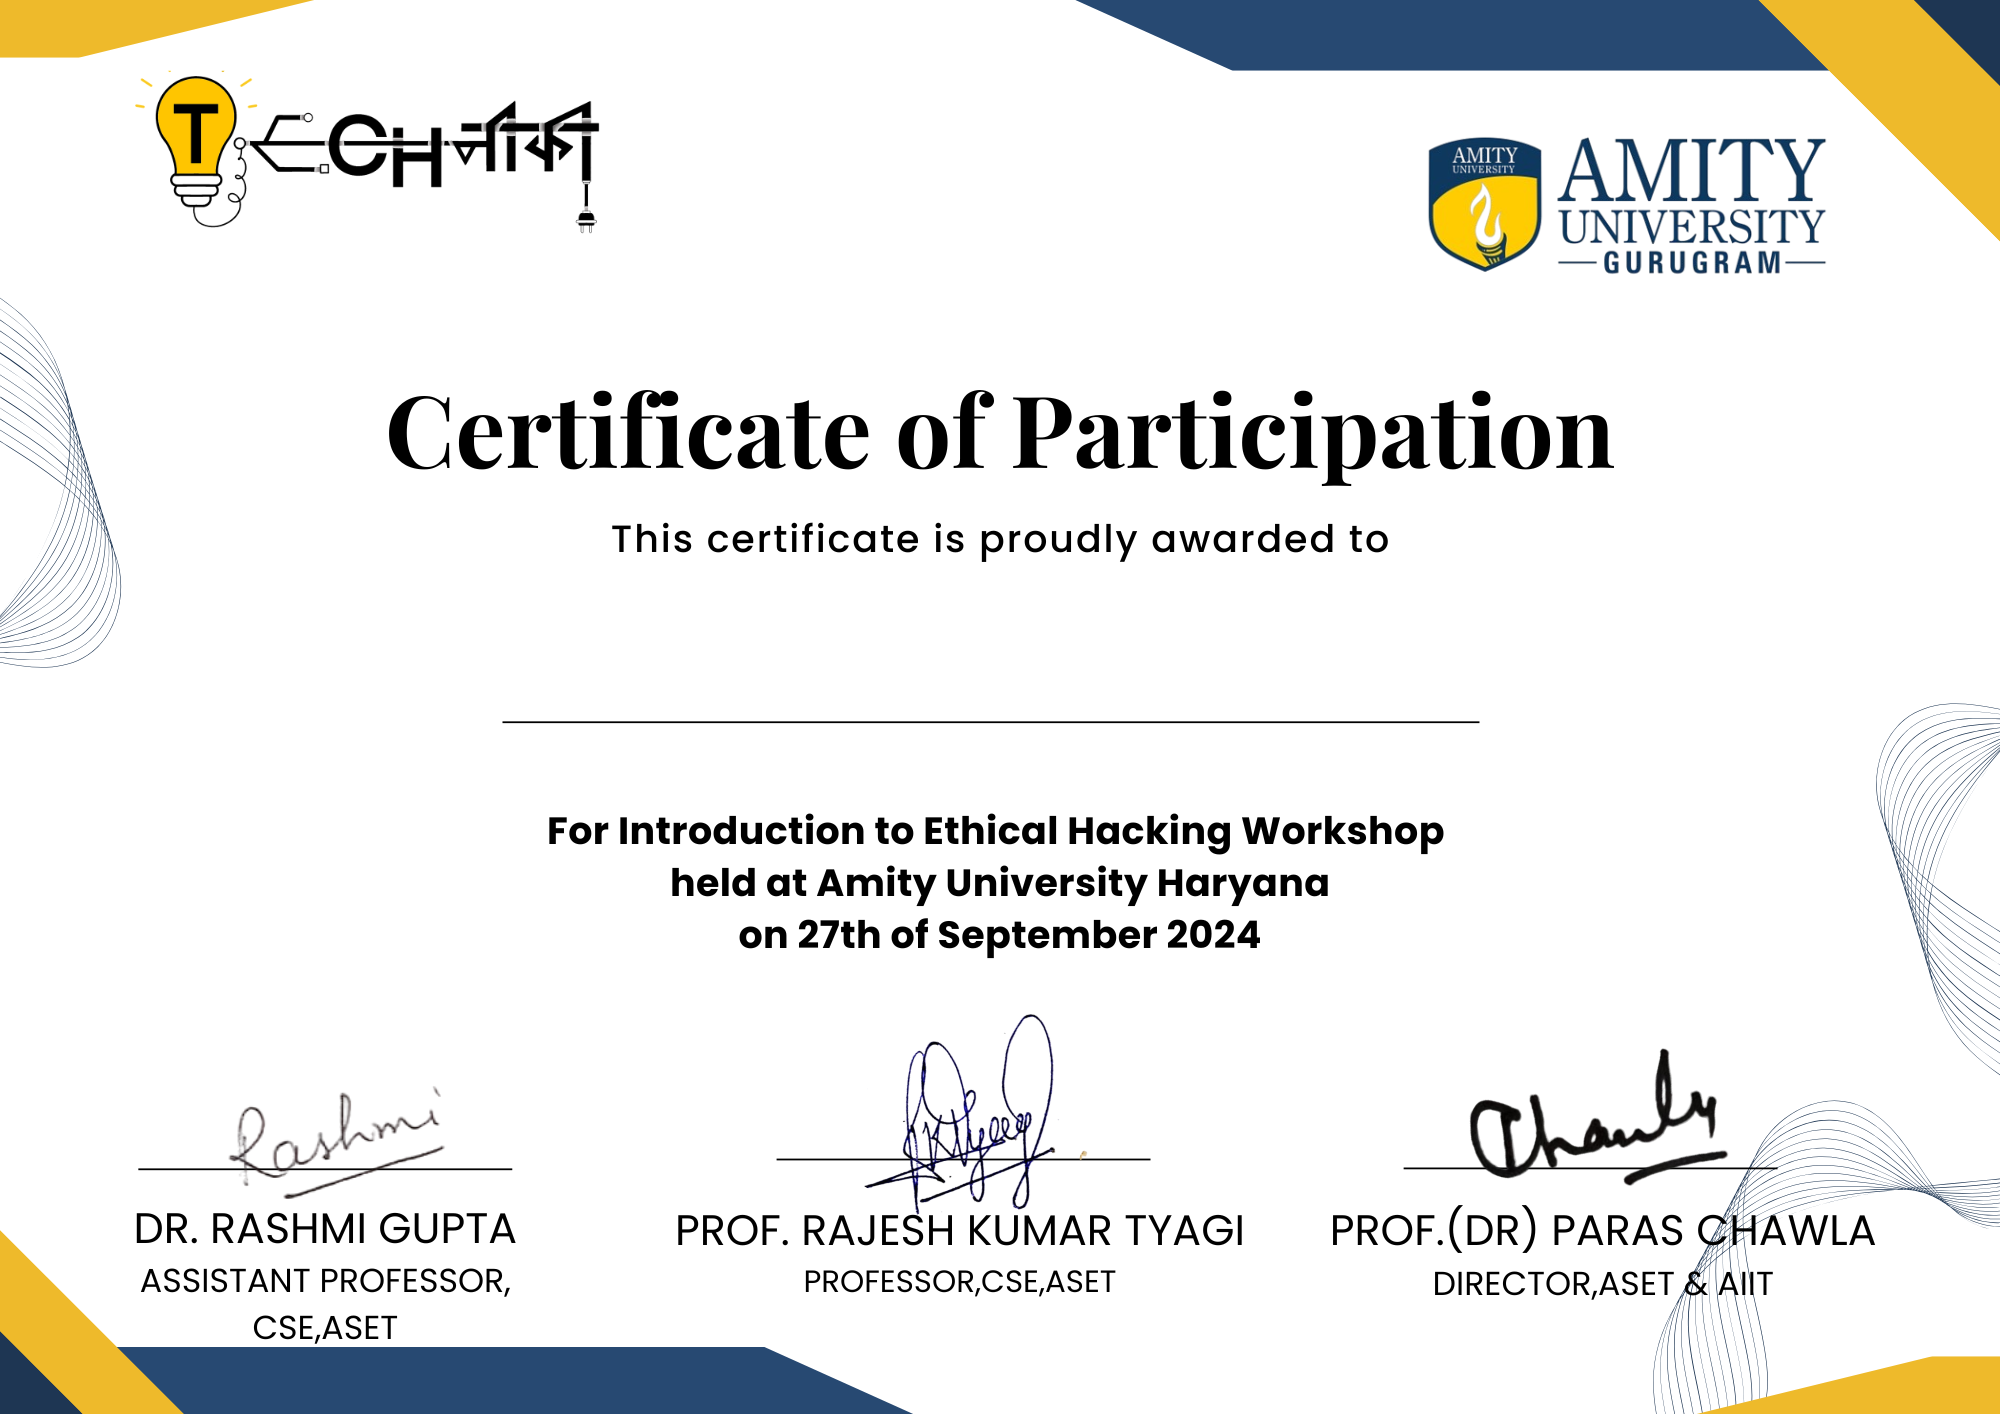 TECHनौका
AMITY
UNIVERSITY
AMITY
UNIVERSITY
GURUGRAM
Certificate of Participation
This certificate is proudly awarded to
For Introduction to Ethical Hacking Workshop
held at Amity University Haryana
on 27th of September 2024
Rashmi
RKTyagi
Chawla
DR. RASHMI GUPTA
ASSISTANT PROFESSOR,
CSE,ASET
PROF. RAJESH KUMAR TYAGI
PROFESSOR,CSE,ASET
PROF.(DR) PARAS CHAWLA
DIRECTOR,ASET & AIIT